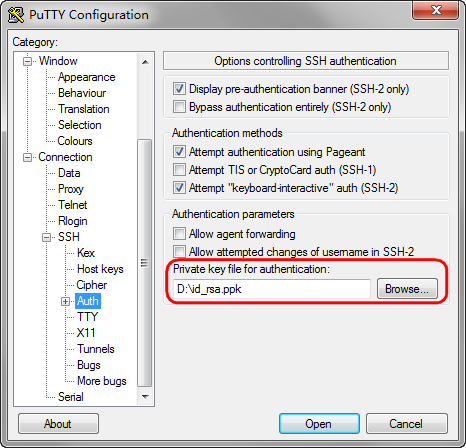 PuTTY Configuration
Category:
Window
Appearance
Behaviour
Translation
Selection
Colours
Connection
Data
Proxy
Telnet
Rlogin
SSH
Kex
Host keys
Cipher
Auth
TTY
X11
Tunnels
Bugs
More bugs
Serial
Options controlling SSH authentication
Display pre-authentication banner (SSH-2 only)
Bypass authentication entirely (SSH-2 only)
Authentication methods
Attempt authentication using Pageant
Attempt TIS or CryptoCard auth (SSH-1)
Attempt "keyboard-interactive" auth (SSH-2)
Authentication parameters
Allow agent forwarding
Allow attempted changes of username in SSH-2
Private key file for authentication:
D:\id_rsa.ppk Browse...
About Open Cancel